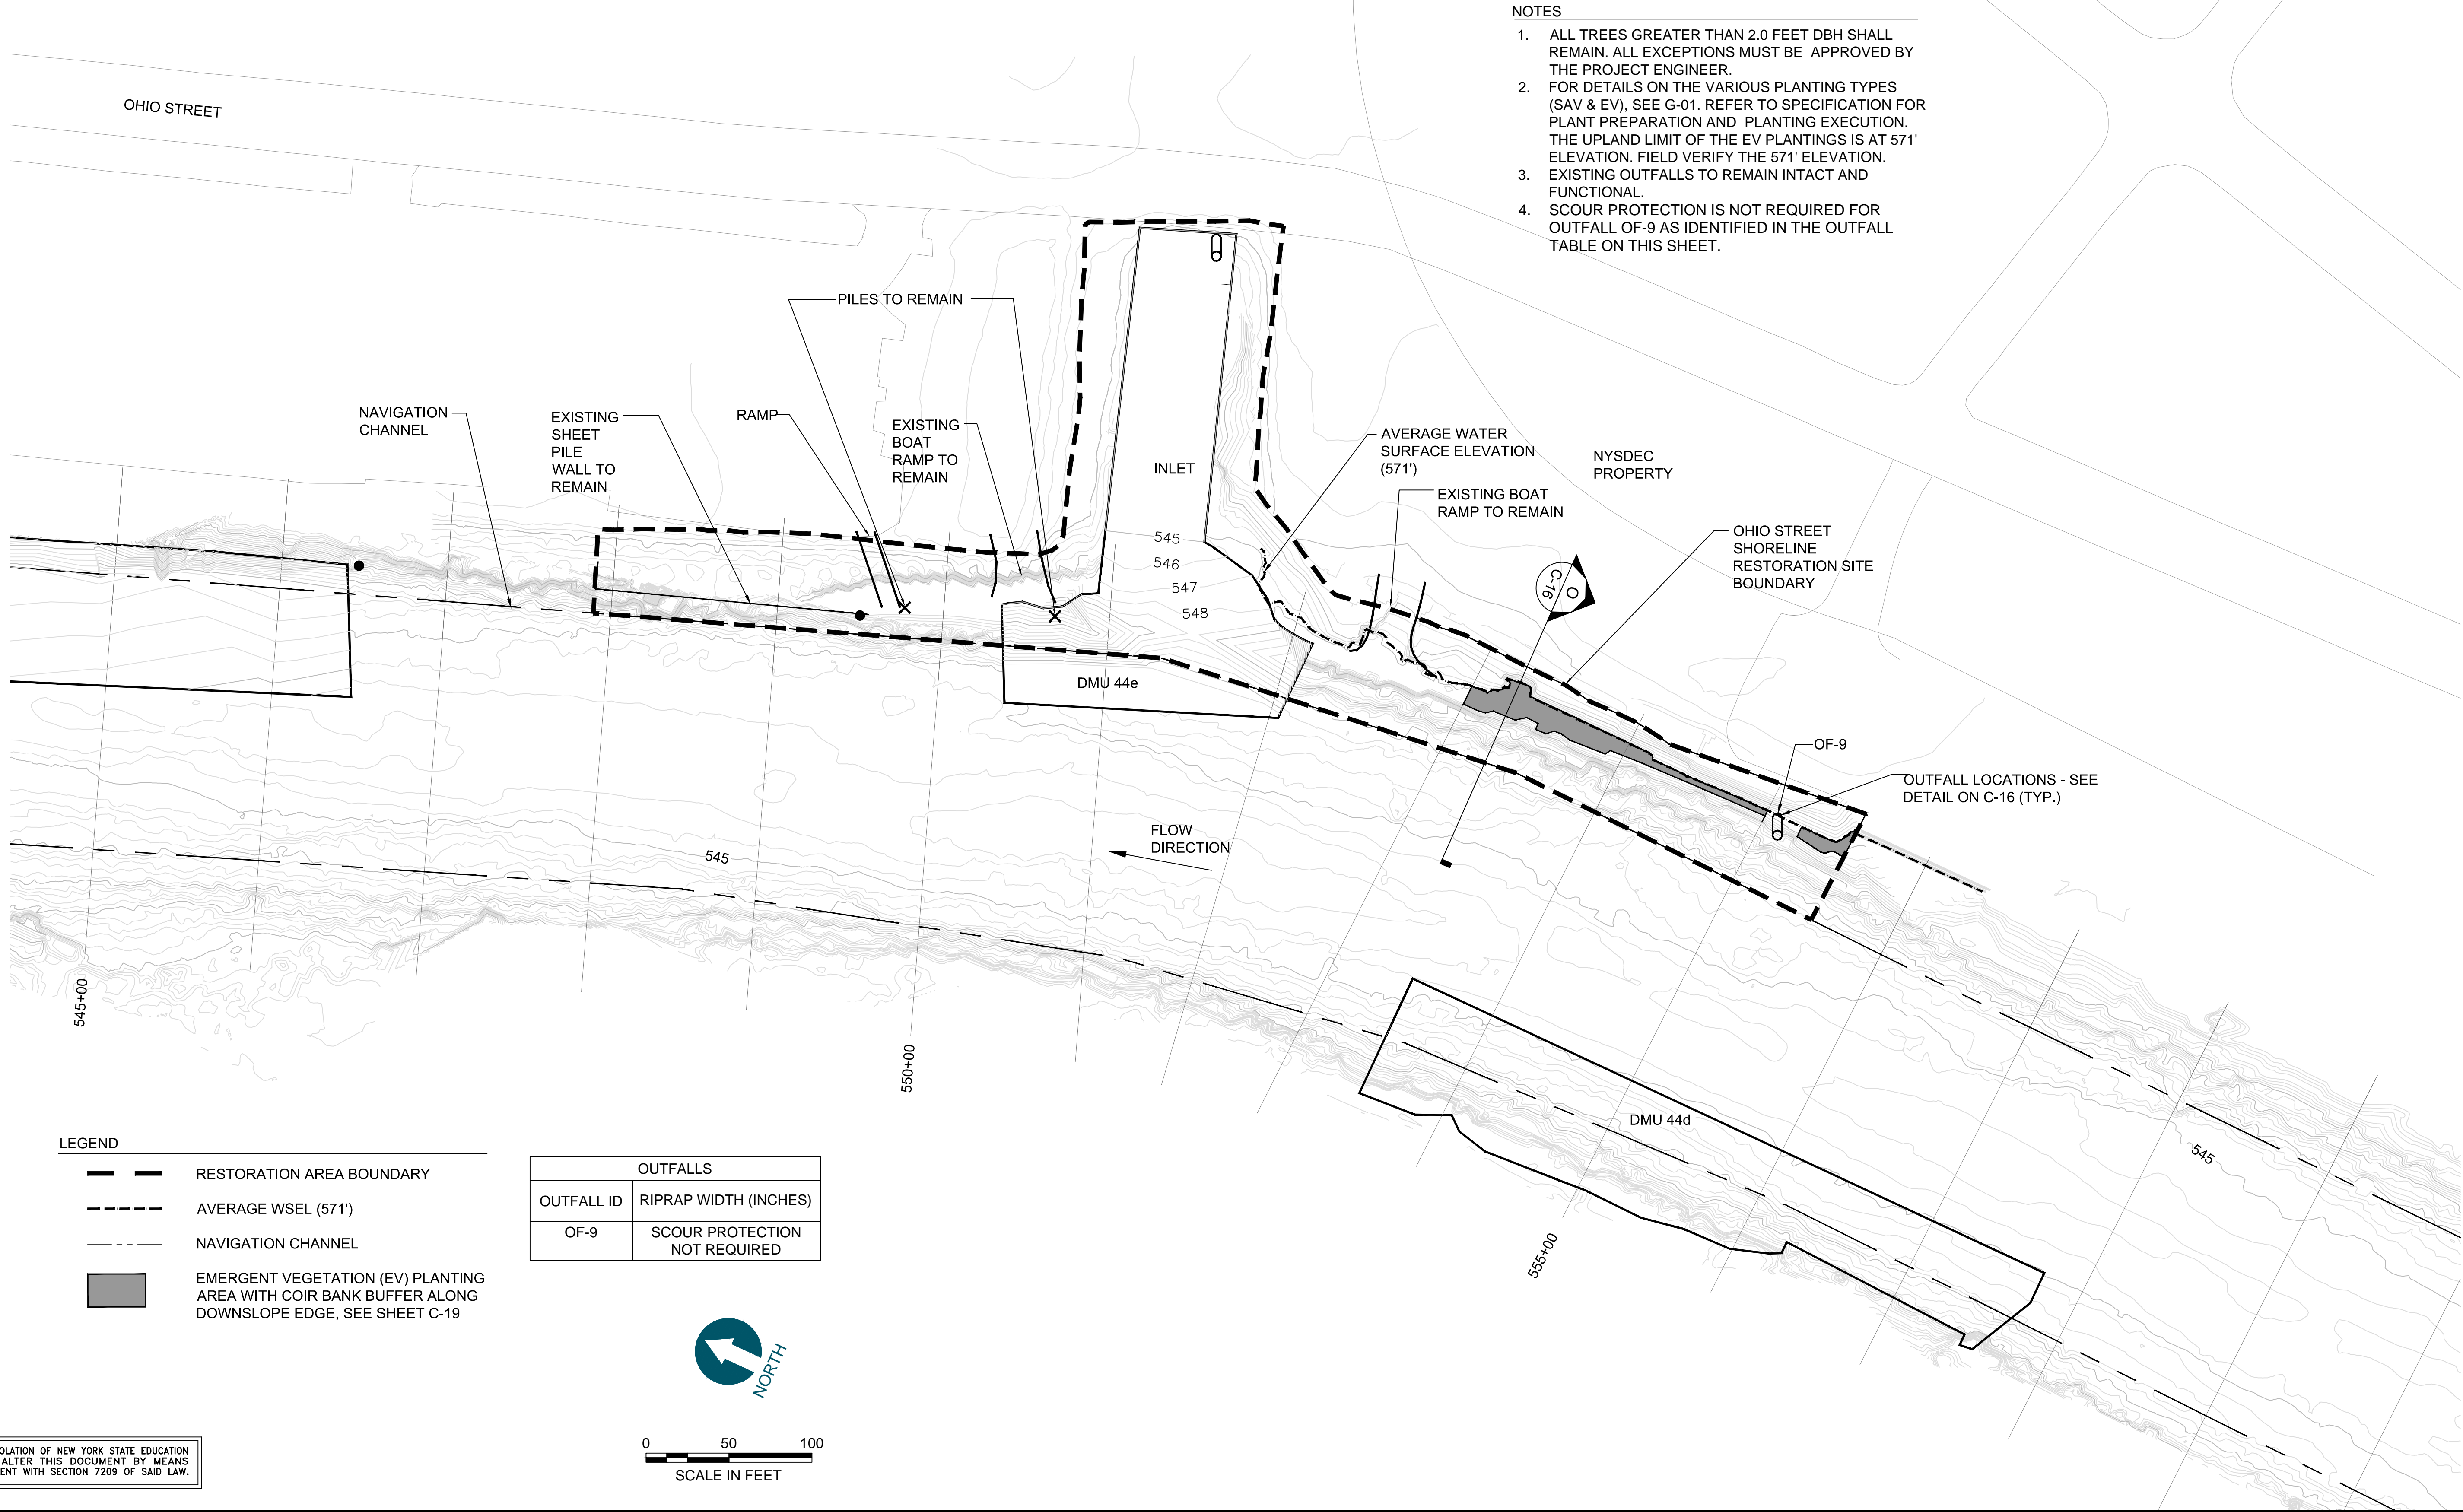 NOTES
1. ALL TREES GREATER THAN 2.0 FEET DBH SHALL
REMAIN. ALL EXCEPTIONS MUST BE APPROVED BY
THE PROJECT ENGINEER.
2. FOR DETAILS ON THE VARIOUS PLANTING TYPES
(SAV & EV), SEE G-01. REFER TO SPECIFICATION FOR
PLANT PREPARATION AND PLANTING EXECUTION.
THE UPLAND LIMIT OF THE EV PLANTINGS IS AT 571'
ELEVATION. FIELD VERIFY THE 571' ELEVATION.
3. EXISTING OUTFALLS TO REMAIN INTACT AND
FUNCTIONAL.
4. SCOUR PROTECTION IS NOT REQUIRED FOR
OUTFALL OF-9 AS IDENTIFIED IN THE OUTFALL
TABLE ON THIS SHEET.
OHIO STREET
PILES TO REMAIN
NAVIGATION
CHANNEL
EXISTING
SHEET
PILE
WALL TO
REMAIN
RAMP
EXISTING
BOAT
RAMP TO
REMAIN
INLET
AVERAGE WATER
SURFACE ELEVATION
(571')
NYSDEC
PROPERTY
EXISTING BOAT
RAMP TO REMAIN
OHIO STREET
SHORELINE
RESTORATION SITE
BOUNDARY
545
546
547
548
O
C-16
DMU 44e
OF-9
OUTFALL LOCATIONS - SEE
DETAIL ON C-16 (TYP.)
FLOW
DIRECTION
545
545+00
550+00
555+00
DMU 44d
545
LEGEND
RESTORATION AREA BOUNDARY
AVERAGE WSEL (571')
NAVIGATION CHANNEL
EMERGENT VEGETATION (EV) PLANTING
AREA WITH COIR BANK BUFFER ALONG
DOWNSLOPE EDGE, SEE SHEET C-19
OUTFALLS
OUTFALL ID RIPRAP WIDTH (INCHES)
OF-9 SCOUR PROTECTION
NOT REQUIRED
NORTH
0 50 100
SCALE IN FEET
OLATION OF NEW YORK STATE EDUCATION
ALTER THIS DOCUMENT BY MEANS
ENT WITH SECTION 7209 OF SAID LAW.